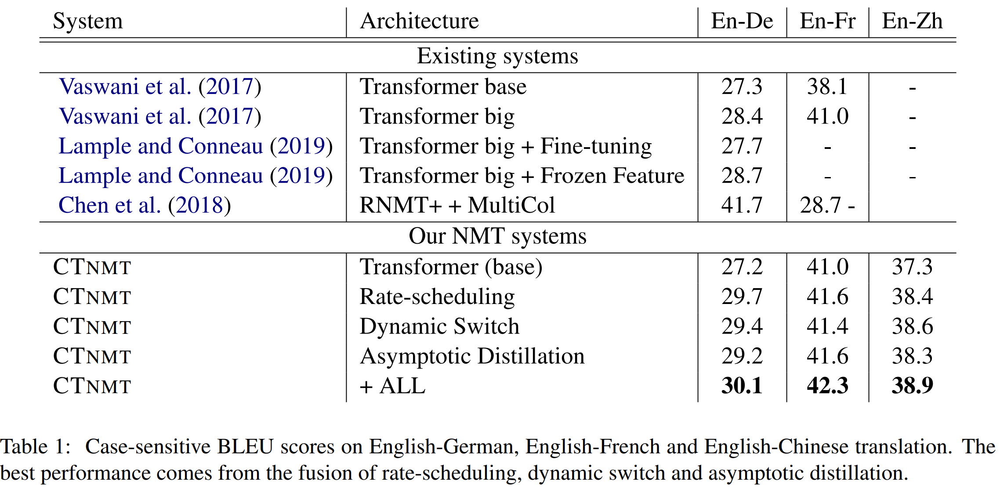 System Architecture En-De En-Fr En-Zh
Existing systems
Vaswani et al. (2017) Transformer base 27.3 38.1 -
Vaswani et al. (2017) Transformer big 28.4 41.0 -
Lample and Conneau (2019) Transformer big + Fine-tuning 27.7 - -
Lample and Conneau (2019) Transformer big + Frozen Feature 28.7 - -
Chen et al. (2018) RNMT+ + MultiCol 41.7 28.7 -
Our NMT systems
CTNMT Transformer (base) 27.2 41.0 37.3
CTNMT Rate-scheduling 29.7 41.6 38.4
CTNMT Dynamic Switch 29.4 41.4 38.6
CTNMT Asymptotic Distillation 29.2 41.6 38.3
CTNMT + ALL 30.1 42.3 38.9
Table 1: Case-sensitive BLEU scores on English-German, English-French and English-Chinese translation. The
best performance comes from the fusion of rate-scheduling, dynamic switch and asymptotic distillation.